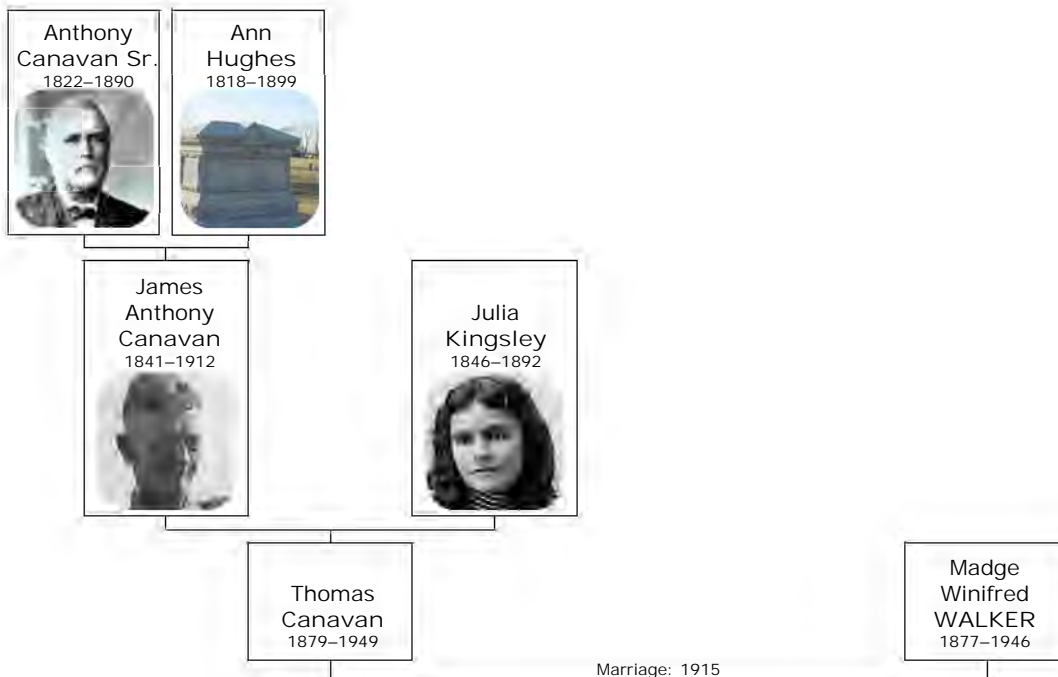 Anthony
Canavan Sr.
1822–1890
Ann
Hughes
1818–1899
James
Anthony
Canavan
1841–1912
Julia
Kingsley
1846–1892
Thomas
Canavan
1879–1949
Madge
Winifred
WALKER
1877–1946
Marriage: 1915